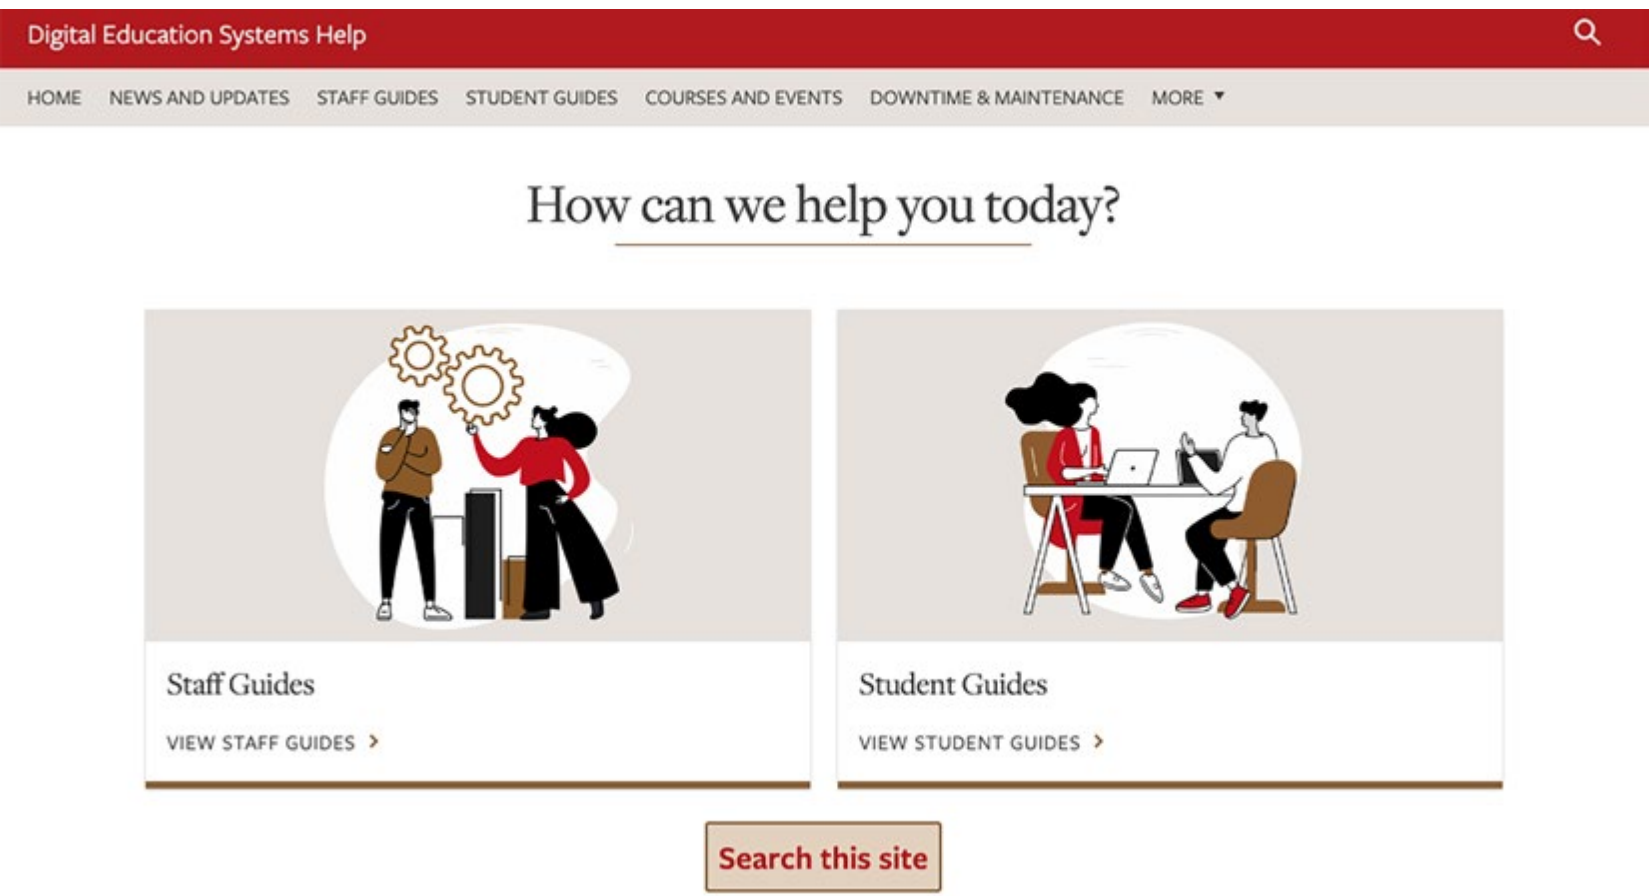 Digital Education Systems Help
HOME NEWS AND UPDATES STAFF GUIDES STUDENT GUIDES COURSES AND EVENTS DOWNTIME & MAINTENANCE MORE
How can we help you today?
Staff Guides
VIEW STAFF GUIDES
Student Guides
VIEW STUDENT GUIDES
Search this site